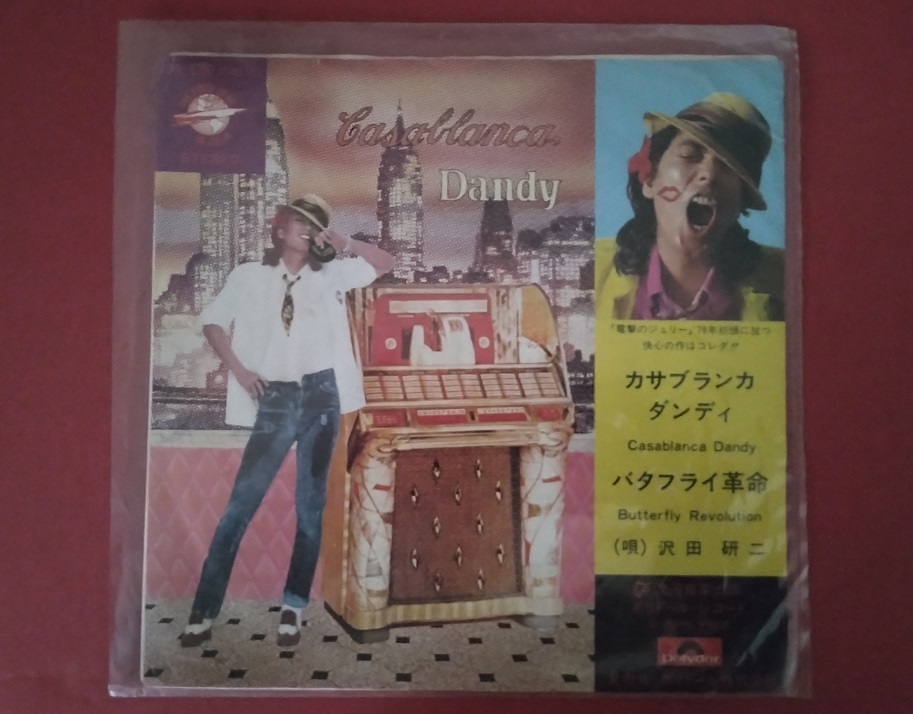 STEREO
Casablanca
Dandy
「電撃のジュリー」'79年初頭に放つ
快心の作はコレダ!!
カサブランカ
ダンディ
Casablanca Dandy
バタフライ革命
Butterfly Revolution
(唄) 沢田 研二
Polydor